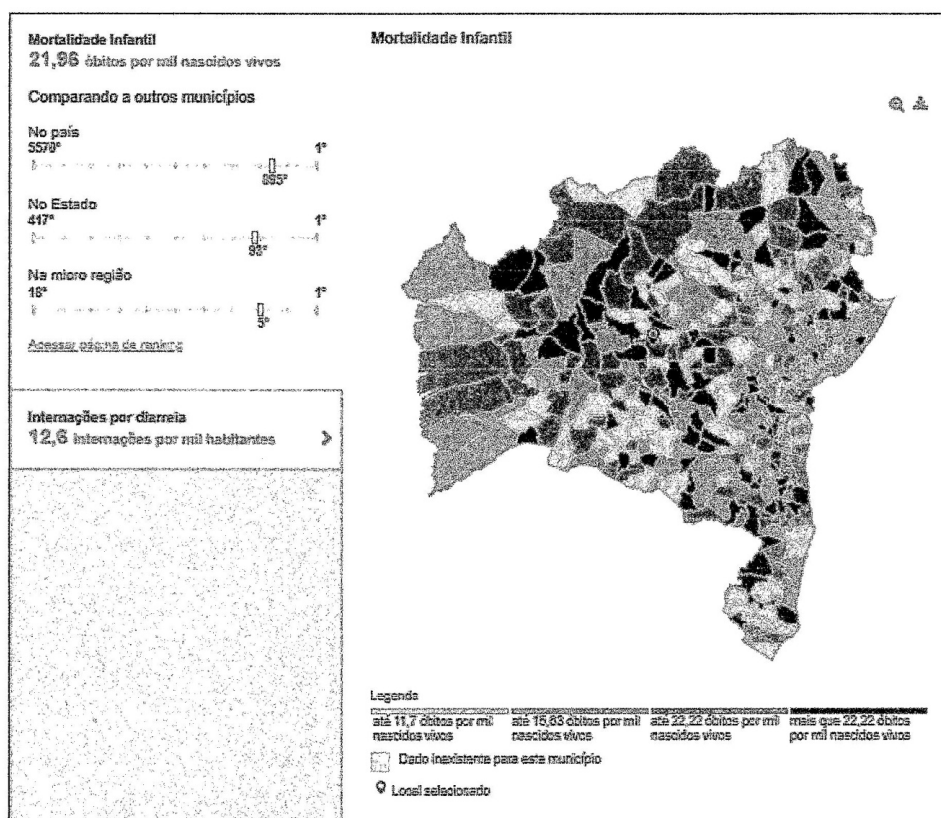 Mortalidade Infantil
21,96 óbitos por mil nascidos vivos
Comparando a outros municípios
No país
5570º 1º
895º
No Estado
417º 1º
93º
Na micro região
18º 1º
5º
Acessar página de ranking
Internações por diarreia
12,6 internações por mil habitantes
Mortalidade Infantil
Legenda
até 11,7 óbitos por mil nascidos vivos
até 15,63 óbitos por mil nascidos vivos
até 22,22 óbitos por mil nascidos vivos
mais que 22,22 óbitos por mil nascidos vivos
Dado inexistente para este município
Local selecionado